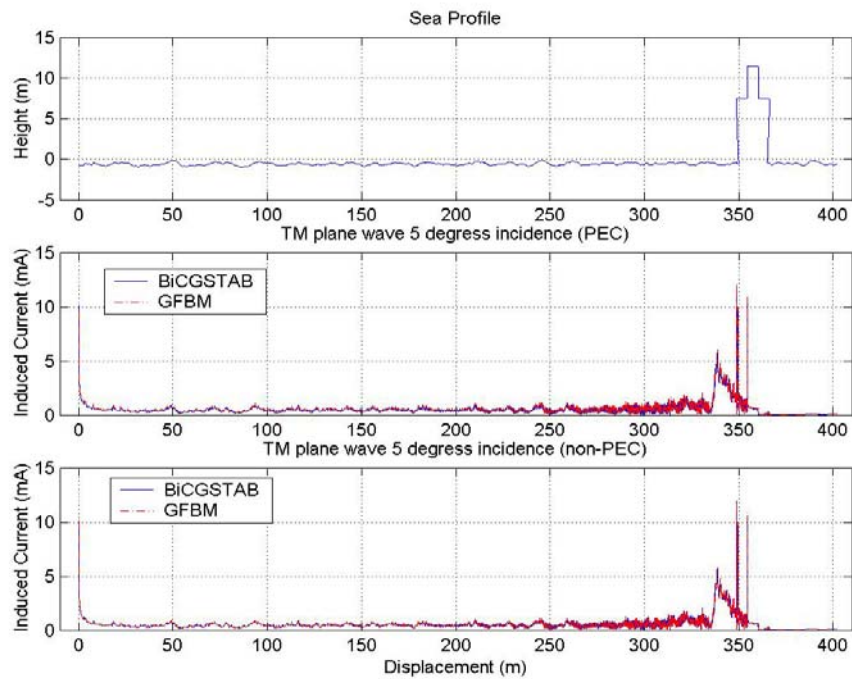 Sea Profile
15
10
5
0
-5
Height (m)
0 50 100 150 200 250 300 350 400
TM plane wave 5 degress incidence (PEC)
15
10
5
0
Induced Current (mA)
BiCGSTAB
GFBM
0 50 100 150 200 250 300 350 400
TM plane wave 5 degress incidence (non-PEC)
15
10
5
0
Induced Current (mA)
BiCGSTAB
GFBM
0 50 100 150 200 250 300 350 400
Displacement (m)